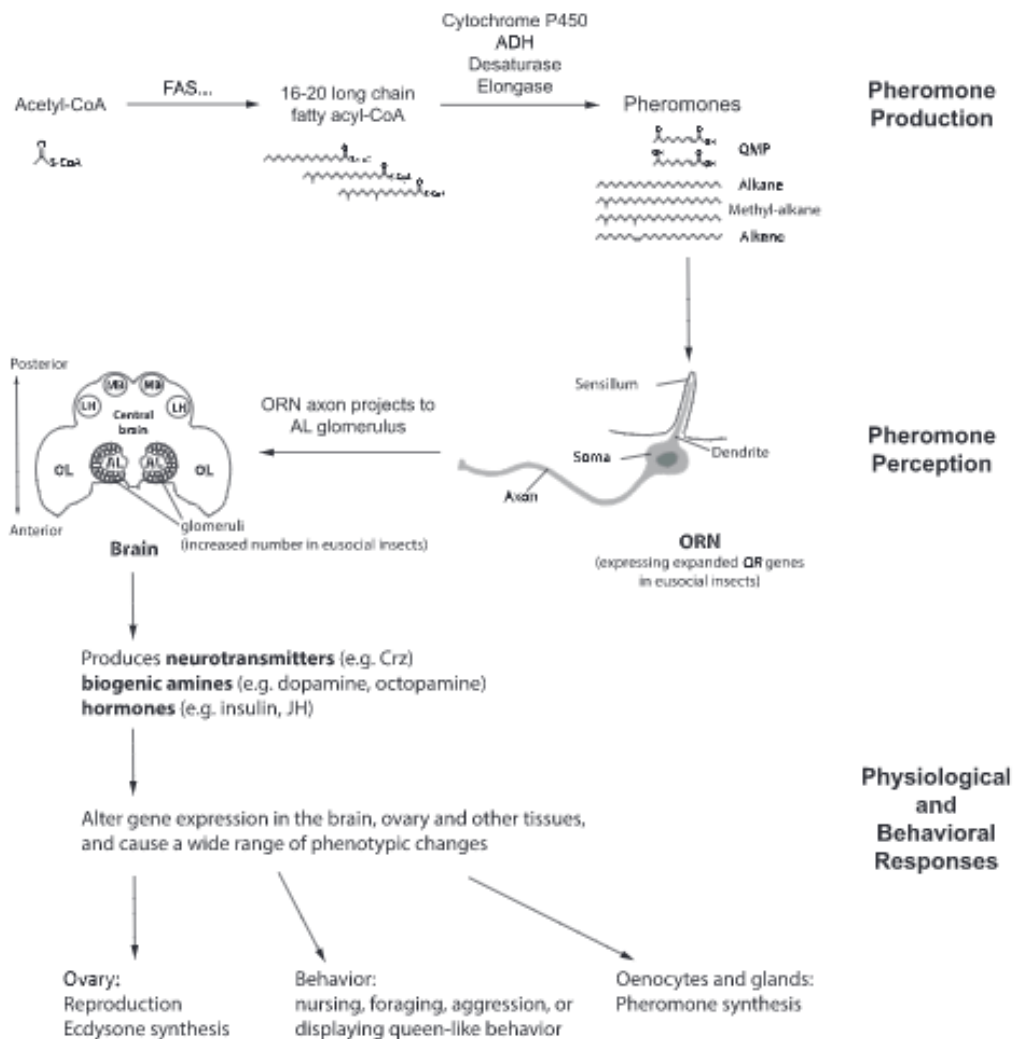 Cytochrome P450
ADH
Desaturase
Elongase
FAS...
Acetyl-CoA
16-20 long chain
fatty acyl-CoA
Pheromones
Pheromone
Production
S-CoA
QMP
Alkane
Methyl-alkane
Alkene
Posterior
MB MB
LH LH
Central
brain
OL AL AL OL
Anterior
glomeruli
(increased number in eusocial insects)
Brain
ORN axon projects to
AL glomerulus
Sensillum
Soma
Dendrite
Axon
ORN
(expressing expanded OR genes
in eusocial insects)
Pheromone
Perception
Produces neurotransmitters (e.g. Crz)
biogenic amines (e.g. dopamine, octopamine)
hormones (e.g. insulin, JH)
Alter gene expression in the brain, ovary and other tissues,
and cause a wide range of phenotypic changes
Physiological
and
Behavioral
Responses
Ovary:
Reproduction
Ecdysone synthesis
Behavior:
nursing, foraging, aggression, or
displaying queen-like behavior
Oenocytes and glands:
Pheromone synthesis